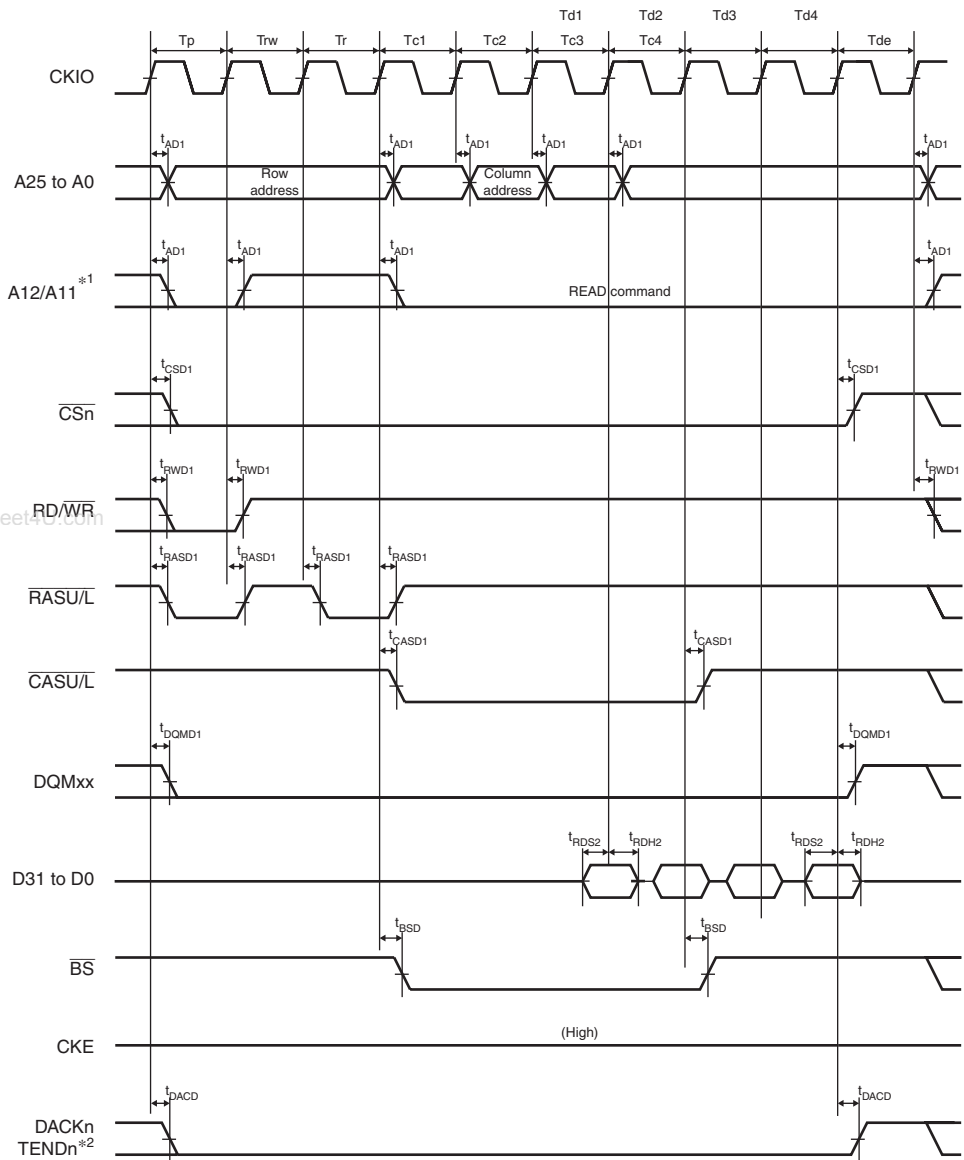 Td1 Td2 Td3 Td4
Tp Trw Tr Tc1 Tc2 Tc3 Tc4 Tde
CKIO
tAD1 tAD1 tAD1 tAD1 tAD1 tAD1
A25 to A0
Row
address
Column
address
tAD1 tAD1 tAD1 tAD1
A12/A11*1
READ command
tCSD1 tCSD1
CSn
tRWD1 tRWD1 tRWD1
RD/WR
eet4U.com
tRASD1 tRASD1 tRASD1 tRASD1
RASU/L
tCASD1 tCASD1
CASU/L
tDQMD1 tDQMD1
DQMxx
tRDS2 tRDH2 tRDS2 tRDH2
D31 to D0
tBSD tBSD
BS
(High)
CKE
tDACD tDACD
DACKn
TENDn*2